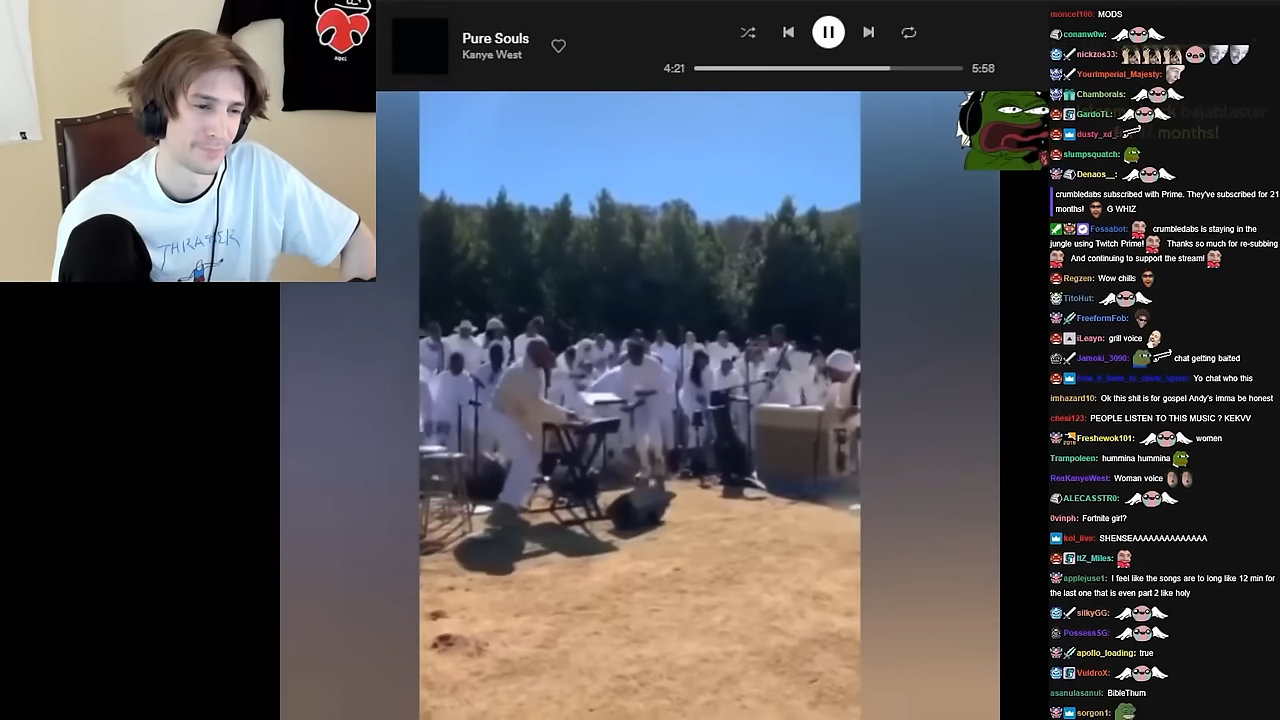 Pure Souls
Kanye West
4:21
5:58
THRASHER
months!
moncef100: MODS
conanw0w:
nickzos33:
YourImperial_Majesty:
Chamborals:
GardoTL:
dusty_xd_:
slumpsquatch:
Denaos__:
crumbledabs subscribed with Prime. They've subscribed for 21
months! G WHIZ
Fossabot: crumbledabs is staying in the
jungle using Twitch Prime! Thanks so much for re-subbing
And continuing to support the stream!
Regzen: Wow chills
TitoHut:
FreeformFob:
iLeayn: grill voice
Jamoki_3090: chat getting baited
Yo chat who this
imhazard10: Ok this shit is for gospel Andy's imma be honest
chesi123: PEOPLE LISTEN TO THIS MUSIC ? KEKVV
Freshewok101: women
Trampoleen: hummina hummina
ReaKanyeWest: Woman voice
ALECASSTR0:
0vinph: Fortnite girl?
kol_live: SHENSEAAAAAAAAAAAAAA
ItZ_Miles:
applejuse1: I feel like the songs are to long like 12 min for
the last one that is even part 2 like holy
silkyGG:
PossessSG:
apollo_loading: true
VuldroX:
asanulasanui: BibleThum
sorgon1: